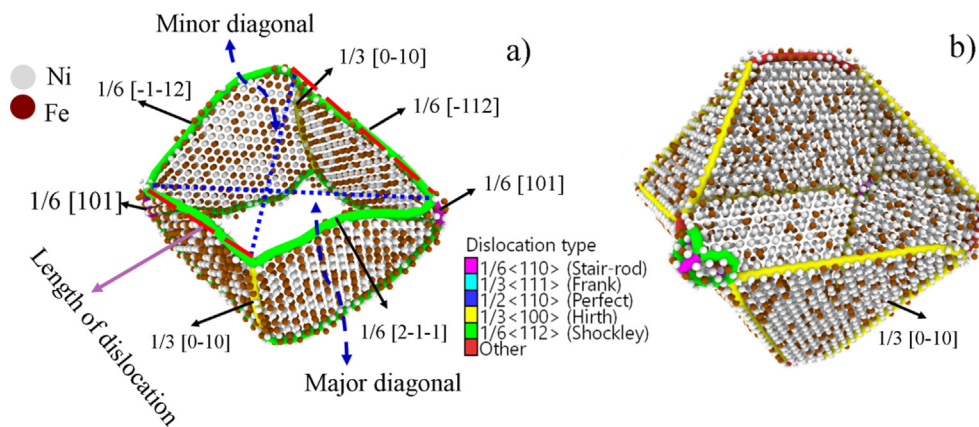 Minor diagonal
a)
b)
Ni
Fe
1/3 [0-10]
1/6 [-1-12]
1/6 [-112]
1/6 [101]
1/6 [101]
Length of dislocation
1/3 [0-10]
1/6 [2-1-1]
Major diagonal
Dislocation type
1/6<110> (Stair-rod)
1/3<111> (Frank)
1/2<110> (Perfect)
1/3<100> (Hirth)
1/6<112> (Shockley)
Other
1/3 [0-10]